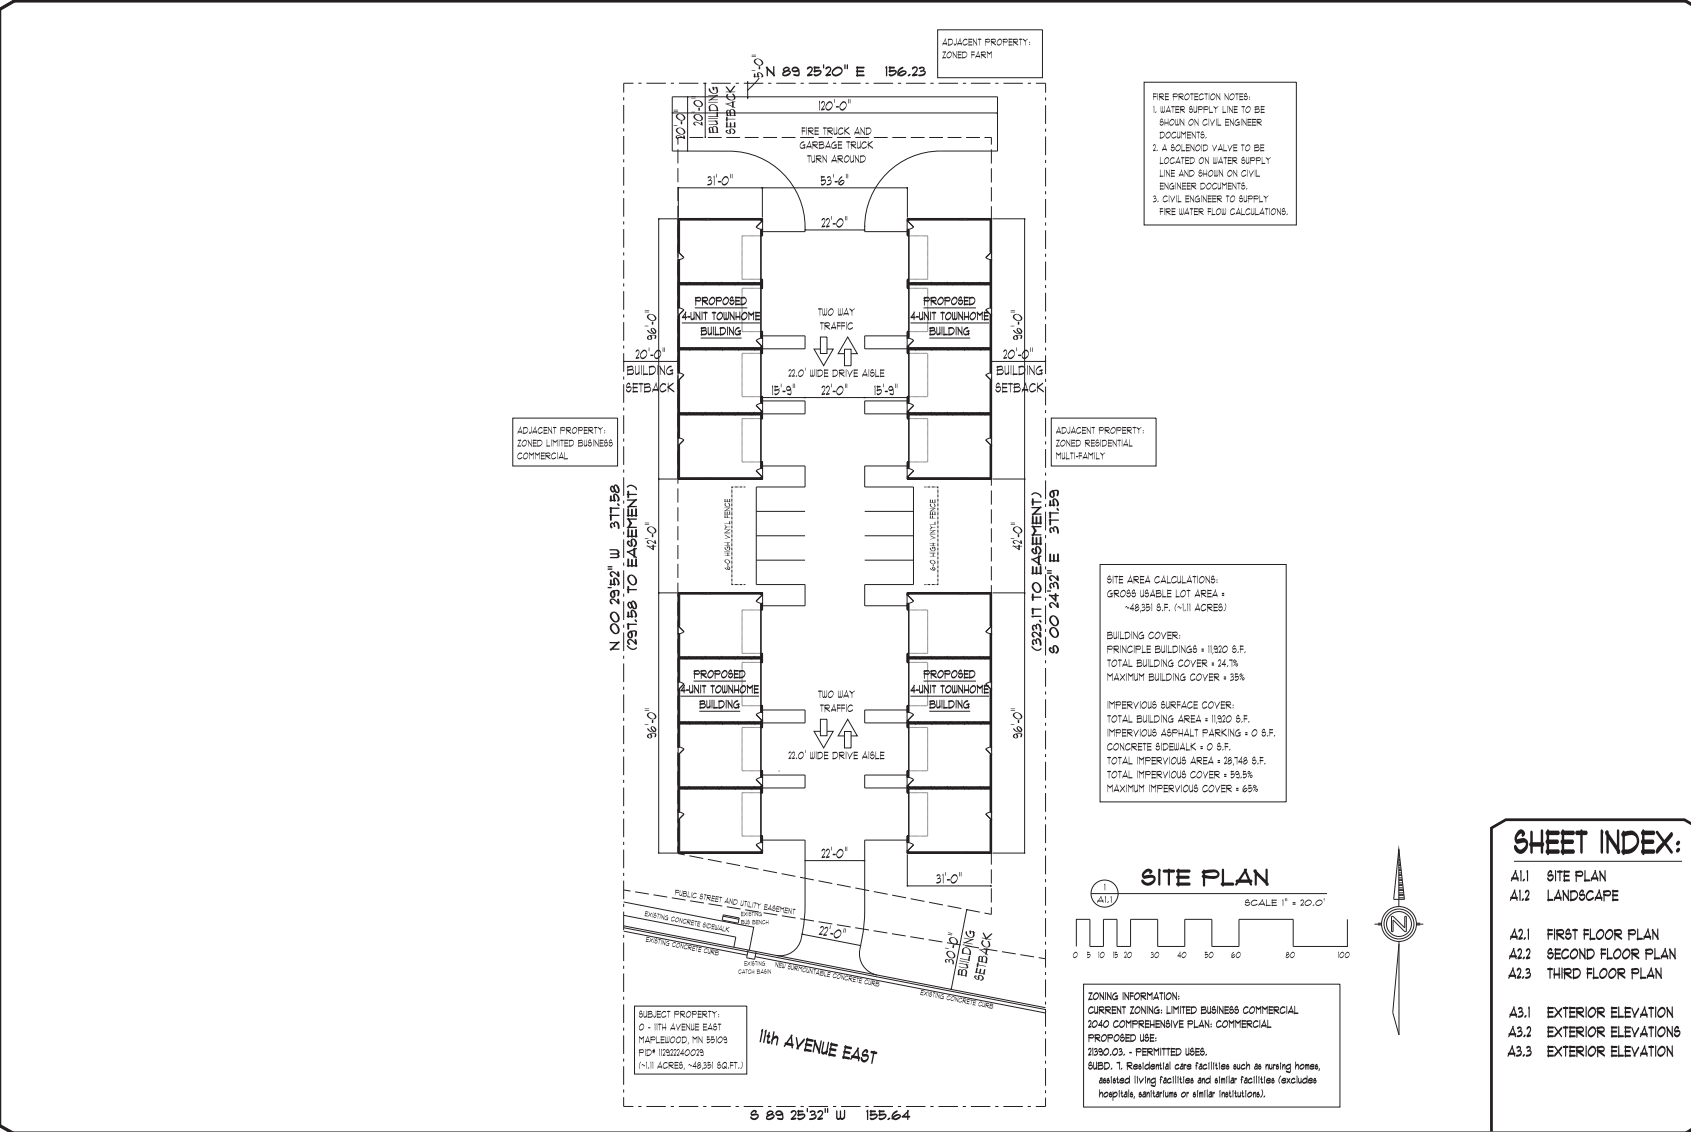 ADJACENT PROPERTY:
ZONED FARM
N 89 25'20" E 156.23
5'-0"
120'-0"
20'-0"
20'-0"
BUILDING
SETBACK
FIRE TRUCK AND
GARBAGE TRUCK
TURN AROUND
31'-0"
53'-6"
22'-0"
FIRE PROTECTION NOTES:
1. WATER SUPPLY LINE TO BE
SHOWN ON CIVIL ENGINEER
DOCUMENTS.
2. A SOLENOID VALVE TO BE
LOCATED ON WATER SUPPLY
LINE AND SHOWN ON CIVIL
ENGINEER DOCUMENTS.
3. CIVIL ENGINEER TO SUPPLY
FIRE WATER FLOW CALCULATIONS.
PROPOSED
4-UNIT TOWNHOME
BUILDING
TWO WAY
TRAFFIC
PROPOSED
4-UNIT TOWNHOME
BUILDING
96'-0"
96'-0"
20'-0"
BUILDING
SETBACK
20'-0"
BUILDING
SETBACK
22.0' WIDE DRIVE AISLE
15'-9" 22'-0" 15'-9"
ADJACENT PROPERTY:
ZONED LIMITED BUSINESS
COMMERCIAL
ADJACENT PROPERTY:
ZONED RESIDENTIAL
MULTI-FAMILY
N 00 29'52" W 377.58
(297.58 TO EASEMENT)
42'-0"
6-0 HIGH VINYL FENCE
6-0 HIGH VINYL FENCE
42'-0"
(323.17 TO EASEMENT)
S 00 24'32" E 377.59
SITE AREA CALCULATIONS:
GROSS USABLE LOT AREA =
~48,351 S.F. (~1.11 ACRES)
BUILDING COVER:
PRINCIPLE BUILDINGS = 11,920 S.F.
TOTAL BUILDING COVER = 24.7%
MAXIMUM BUILDING COVER = 35%
IMPERVIOUS SURFACE COVER:
TOTAL BUILDING AREA = 11,920 S.F.
IMPERVIOUS ASPHALT PARKING = 0 S.F.
CONCRETE SIDEWALK = 0 S.F.
TOTAL IMPERVIOUS AREA = 28,748 S.F.
TOTAL IMPERVIOUS COVER = 59.5%
MAXIMUM IMPERVIOUS COVER = 65%
PROPOSED
4-UNIT TOWNHOME
BUILDING
TWO WAY
TRAFFIC
PROPOSED
4-UNIT TOWNHOME
BUILDING
96'-0"
96'-0"
22.0' WIDE DRIVE AISLE
22'-0"
31'-0"
PUBLIC STREET AND UTILITY EASEMENT
EXISTING CONCRETE SIDEWALK
EXISTING
BUS BENCH
EXISTING CONCRETE CURB
EXISTING
CATCH BASIN
22'-0"
NEW SURMOUNTABLE CONCRETE CURB
EXISTING CONCRETE CURB
30'-0"
BUILDING
SETBACK
SUBJECT PROPERTY:
0 - 11TH AVENUE EAST
MAPLEWOOD, MN 55109
PID# 112922240029
(~1.11 ACRES, ~48,351 SQ.FT.)
11th AVENUE EAST
S 89 25'32" W 155.64
1
A1.1
SITE PLAN
SCALE 1" = 20.0'
0 5 10 15 20 30 40 50 60 80 100
N
ZONING INFORMATION:
CURRENT ZONING: LIMITED BUSINESS COMMERCIAL
2040 COMPREHENSIVE PLAN: COMMERCIAL
PROPOSED USE:
21390.03. - PERMITTED USES.
SUBD. 7. Residential care facilities such as nursing homes,
assisted living facilities and similar facilities (excludes
hospitals, sanitariums or similar institutions).
SHEET INDEX:
A1.1 SITE PLAN
A1.2 LANDSCAPE
A2.1 FIRST FLOOR PLAN
A2.2 SECOND FLOOR PLAN
A2.3 THIRD FLOOR PLAN
A3.1 EXTERIOR ELEVATION
A3.2 EXTERIOR ELEVATIONS
A3.3 EXTERIOR ELEVATION